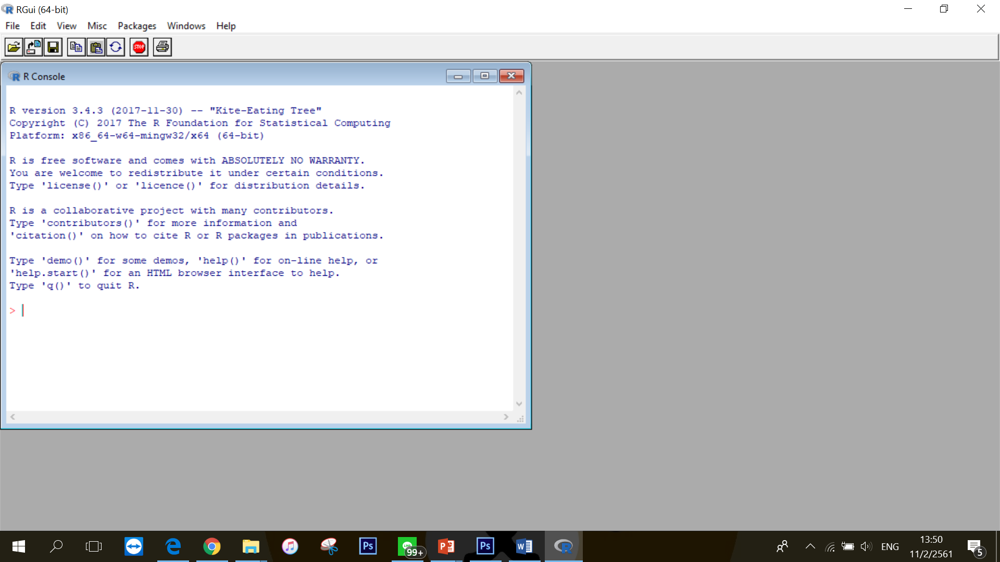 RGui (64-bit)
File Edit View Misc Packages Windows Help
STOP
R Console
R version 3.4.3 (2017-11-30) -- "Kite-Eating Tree"
Copyright (C) 2017 The R Foundation for Statistical Computing
Platform: x86_64-w64-mingw32/x64 (64-bit)
R is free software and comes with ABSOLUTELY NO WARRANTY.
You are welcome to redistribute it under certain conditions.
Type 'license()' or 'licence()' for distribution details.
R is a collaborative project with many contributors.
Type 'contributors()' for more information and
'citation()' on how to cite R or R packages in publications.
Type 'demo()' for some demos, 'help()' for on-line help, or
'help.start()' for an HTML browser interface to help.
Type 'q()' to quit R.
>
Ps 99+ P Ps W R ENG 13:50
11/2/2561 5